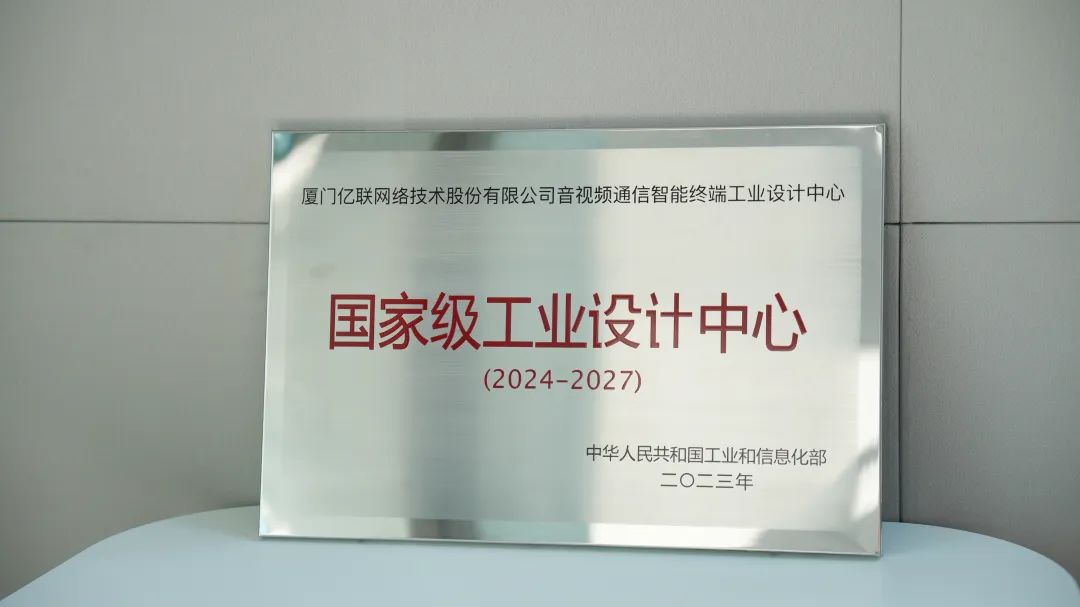 厦门亿联网络技术股份有限公司音视频通信智能终端工业设计中心
国家级工业设计中心
(2024-2027)
中华人民共和国工业和信息化部
二〇二三年